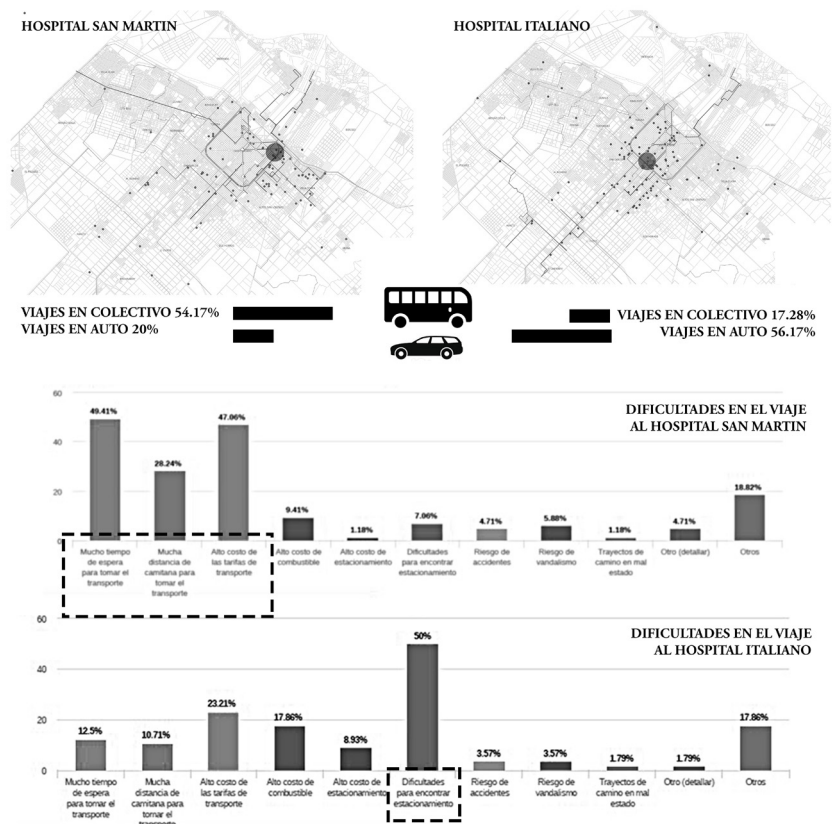 HOSPITAL SAN MARTIN
HOSPITAL ITALIANO
VIAJES EN COLECTIVO 54.17%
VIAJES EN AUTO 20%
VIAJES EN COLECTIVO 17.28%
VIAJES EN AUTO 56.17%
DIFICULTADES EN EL VIAJE
AL HOSPITAL SAN MARTIN
60
40
20
0
49.41%
28.24%
47.06%
9.41%
1.18%
7.06%
4.71%
5.88%
1.18%
4.71%
18.82%
Mucho tiempo
de espera
para tomar el
transporte
Mucha
distancia de
camitana para
tomar el
transporte
Alto costo de
las tarifas de
transporte
Alto costo de
combustible
Alto costo de
estacionamiento
Dificultades
para encontrar
estacionamiento
Riesgo de
accidentes
Riesgo de
vandalismo
Trayectos de
camino en mal
estado
Otro (detallar)
Otros
DIFICULTADES EN EL VIAJE
AL HOSPITAL ITALIANO
60
40
20
0
12.5%
10.71%
23.21%
17.86%
8.93%
50%
3.57%
3.57%
1.79%
1.79%
17.86%
Mucho tiempo
de espera
para tomar el
transporte
Mucha
distancia de
camitana para
tomar el
transporte
Alto costo de
las tarifas de
transporte
Alto costo de
combustible
Alto costo de
estacionamiento
Dificultades
para encontrar
estacionamiento
Riesgo de
accidentes
Riesgo de
vandalismo
Trayectos de
camino en mal
estado
Otro (detallar)
Otros